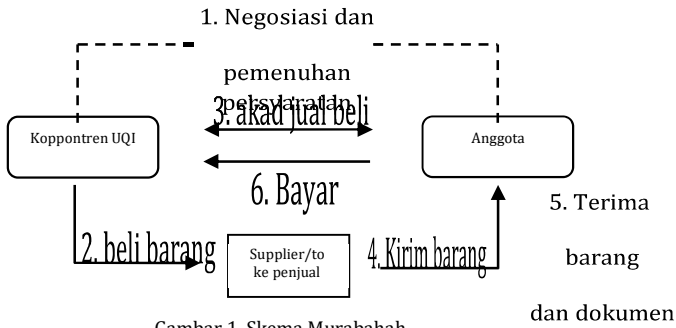 1. Negosiasi dan
pemenuhan
persyaratan
3. akad jual beli
Koppontren UQI
Anggota
6. Bayar
5. Terima
barang
dan dokumen
2. beli barang
Supplier/to
ke penjual
4. Kirim barang
Gambar 1. Skema Murabahah